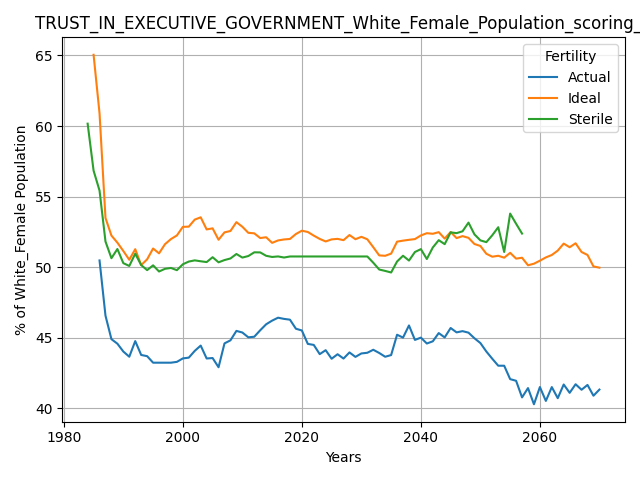 TRUST_IN_EXECUTIVE_GOVERNMENT_White_Female_Population_scoring_
Fertility
Actual
Ideal
Sterile
% of White_Female Population
65
60
55
50
45
40
1980
2000
2020
2040
2060
Years